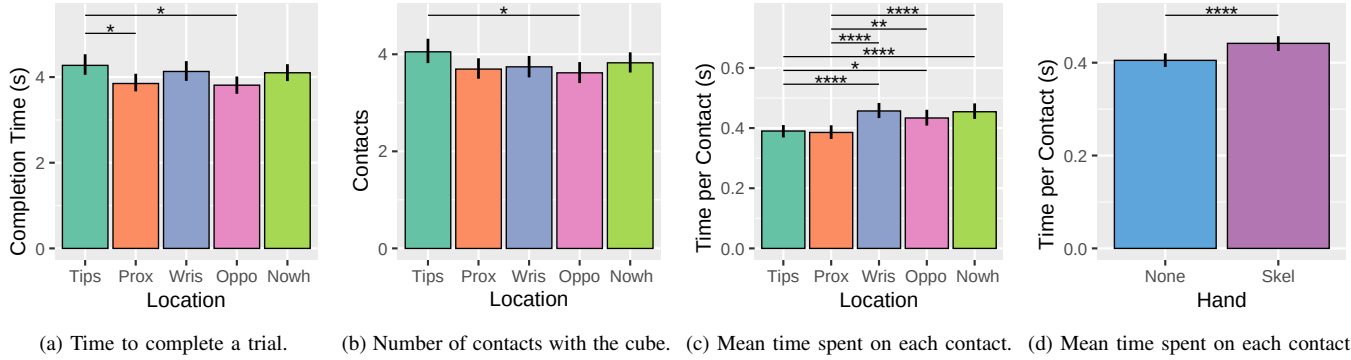 *
*
Completion Time (s)
4
2
0
Tips Prox Wris Oppo Nowh
Location
(a) Time to complete a trial.
*
Contacts
4
2
0
Tips Prox Wris Oppo Nowh
Location
(b) Number of contacts with the cube.
****
**
****
****
*
****
Time per Contact (s)
0.6
0.4
0.2
0.0
Tips Prox Wris Oppo Nowh
Location
(c) Mean time spent on each contact.
****
Time per Contact (s)
0.4
0.2
0.0
None Skel
Hand
(d) Mean time spent on each contact